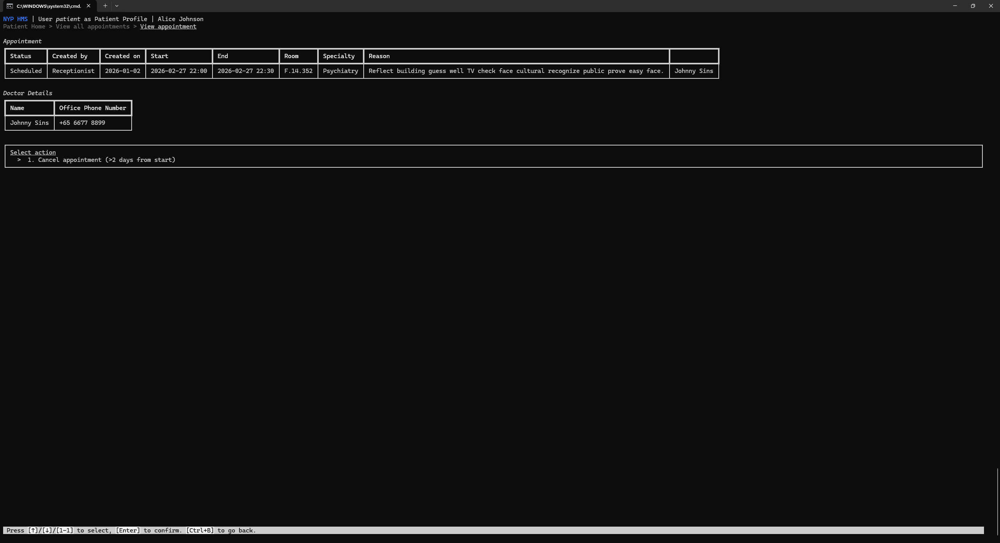 C:\WINDOWS\system32\cmd.
NYP HMS | User patient as Patient Profile | Alice Johnson
Patient Home > View all appointments > View appointment
Appointment
Status Created by Created on Start End Room Specialty Reason
Scheduled Receptionist 2026-01-02 2026-02-27 22:00 2026-02-27 22:30 F.14.352 Psychiatry Reflect building guess well TV check face cultural recognize public prove easy face. Johnny Sins
Doctor Details
Name Office Phone Number
Johnny Sins +65 6677 8899
Select action
> 1. Cancel appointment (>2 days from start)
Press [↑]/[↓]/[1-1] to select, [Enter] to confirm. [Ctrl+B] to go back.